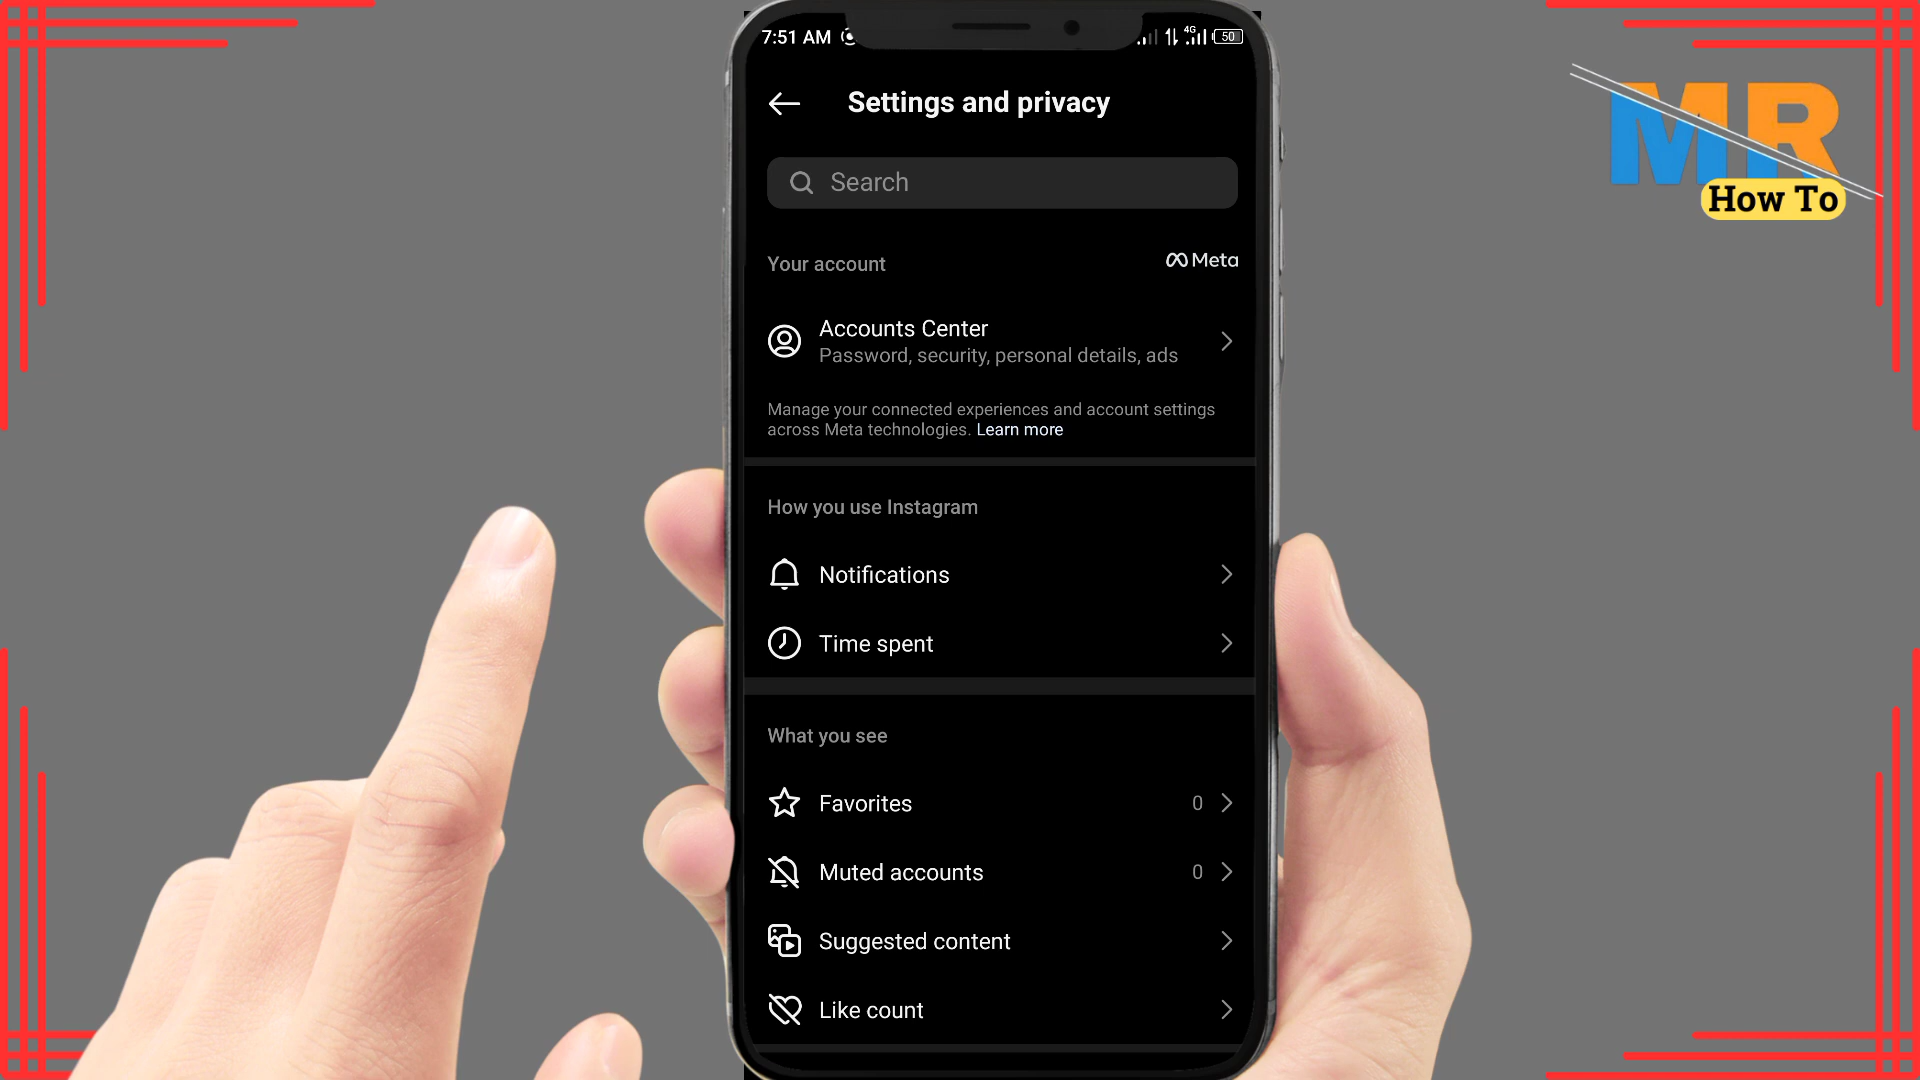 7:51 AM
4G
50
MR
How To
Settings and privacy
Search
Your account
Meta
Accounts Center
Password, security, personal details, ads
Manage your connected experiences and account settings
across Meta technologies. Learn more
How you use Instagram
Notifications
Time spent
What you see
Favorites
0
Muted accounts
0
Suggested content
Like count